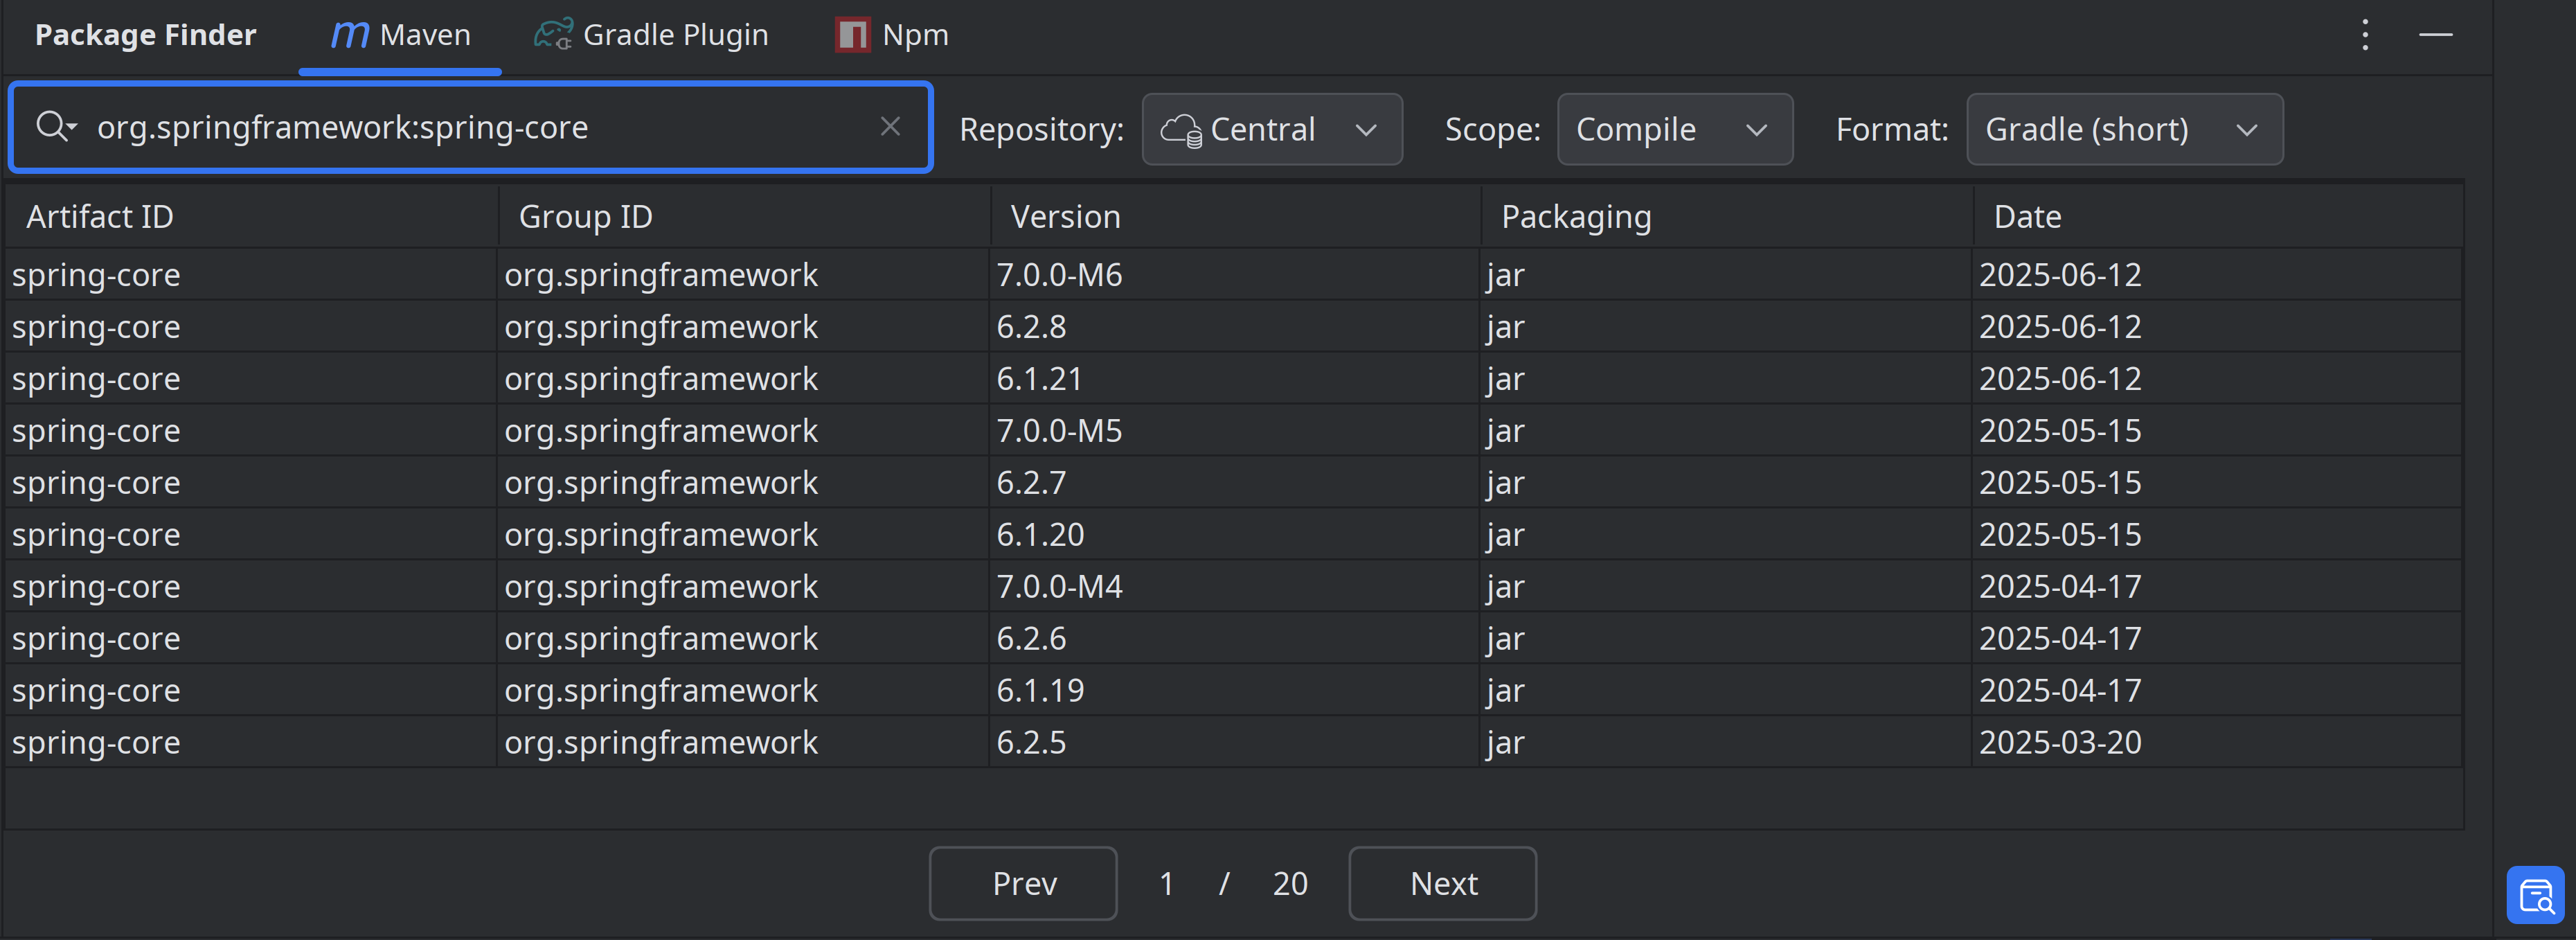 Package Finder Maven Gradle Plugin Npm
org.springframework:spring-core Repository: Central Scope: Compile Format: Gradle (short)
Artifact ID Group ID Version Packaging Date
spring-core org.springframework 7.0.0-M6 jar 2025-06-12
spring-core org.springframework 6.2.8 jar 2025-06-12
spring-core org.springframework 6.1.21 jar 2025-06-12
spring-core org.springframework 7.0.0-M5 jar 2025-05-15
spring-core org.springframework 6.2.7 jar 2025-05-15
spring-core org.springframework 6.1.20 jar 2025-05-15
spring-core org.springframework 7.0.0-M4 jar 2025-04-17
spring-core org.springframework 6.2.6 jar 2025-04-17
spring-core org.springframework 6.1.19 jar 2025-04-17
spring-core org.springframework 6.2.5 jar 2025-03-20
Prev 1 / 20 Next